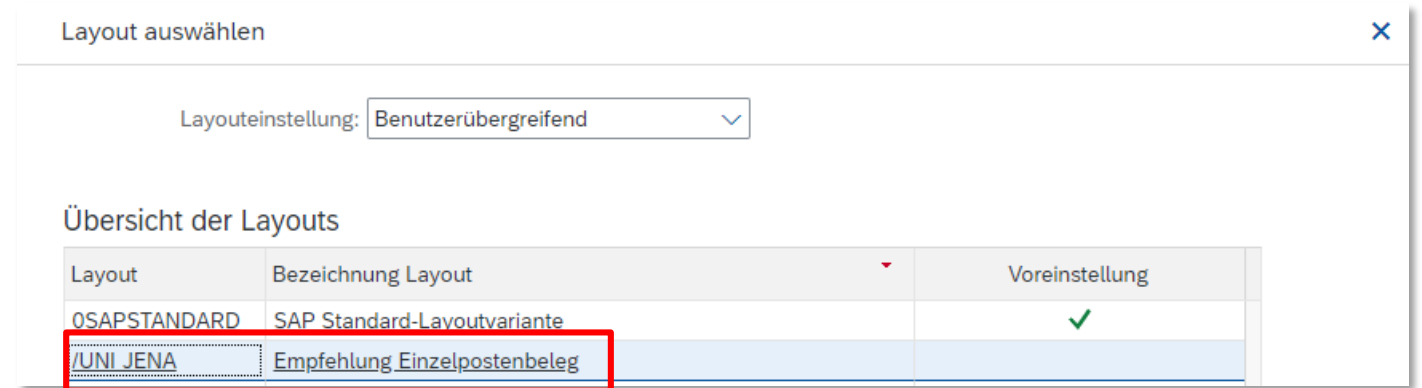 Layout auswählen
Layouteinstellung: Benutzerübergreifend
Übersicht der Layouts
Layout Bezeichnung Layout Voreinstellung
0SAPSTANDARD SAP Standard-Layoutvariante
/UNI JENA Empfehlung Einzelpostenbeleg